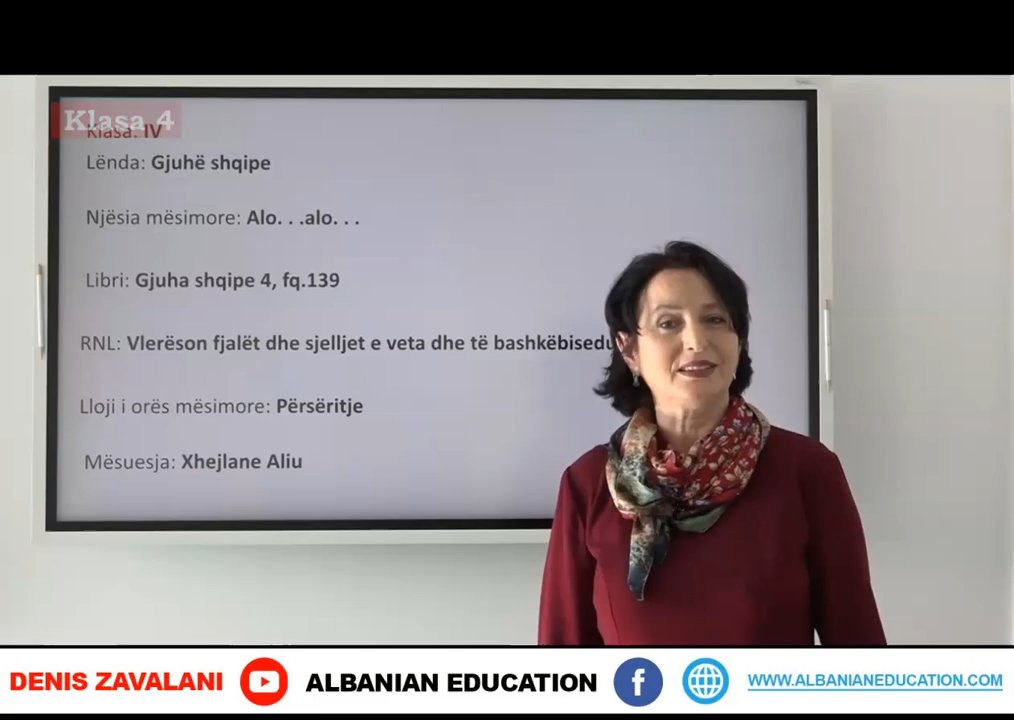 Klasa 4
Klasa: IV
Lënda: Gjuhë shqipe
Njësia mësimore: Alo. . .alo. . .
Libri: Gjuha shqipe 4, fq.139
RNL: Vlerëson fjalët dhe sjelljet e veta dhe të bashkëbisedu
Lloji i orës mësimore: Përsëritje
Mësuesja: Xhejlane Aliu
DENIS ZAVALANI ALBANIAN EDUCATION WWW.ALBANIANEDUCATION.COM